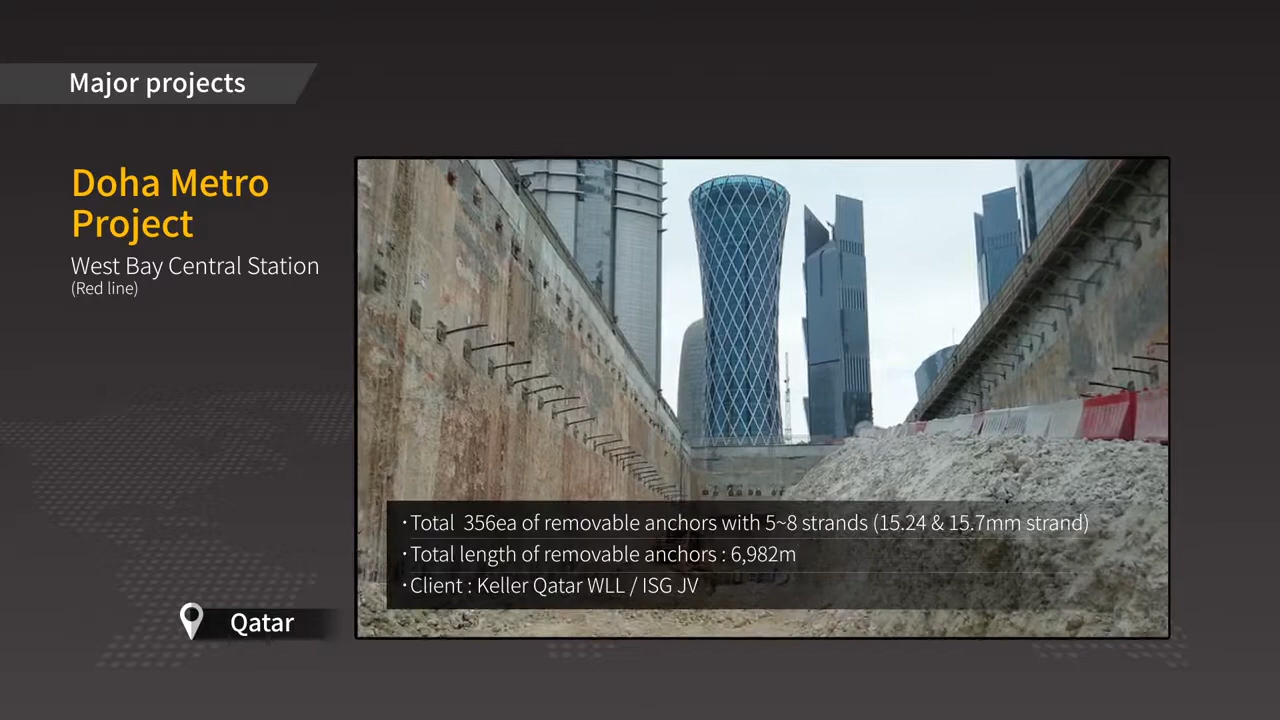 Major projects
Doha Metro
Project
West Bay Central Station
(Red line)
·Total  356ea of removable anchors with 5~8 strands (15.24 & 15.7mm strand)
·Total length of removable anchors : 6,982m
·Client : Keller Qatar WLL / ISG JV
Qatar